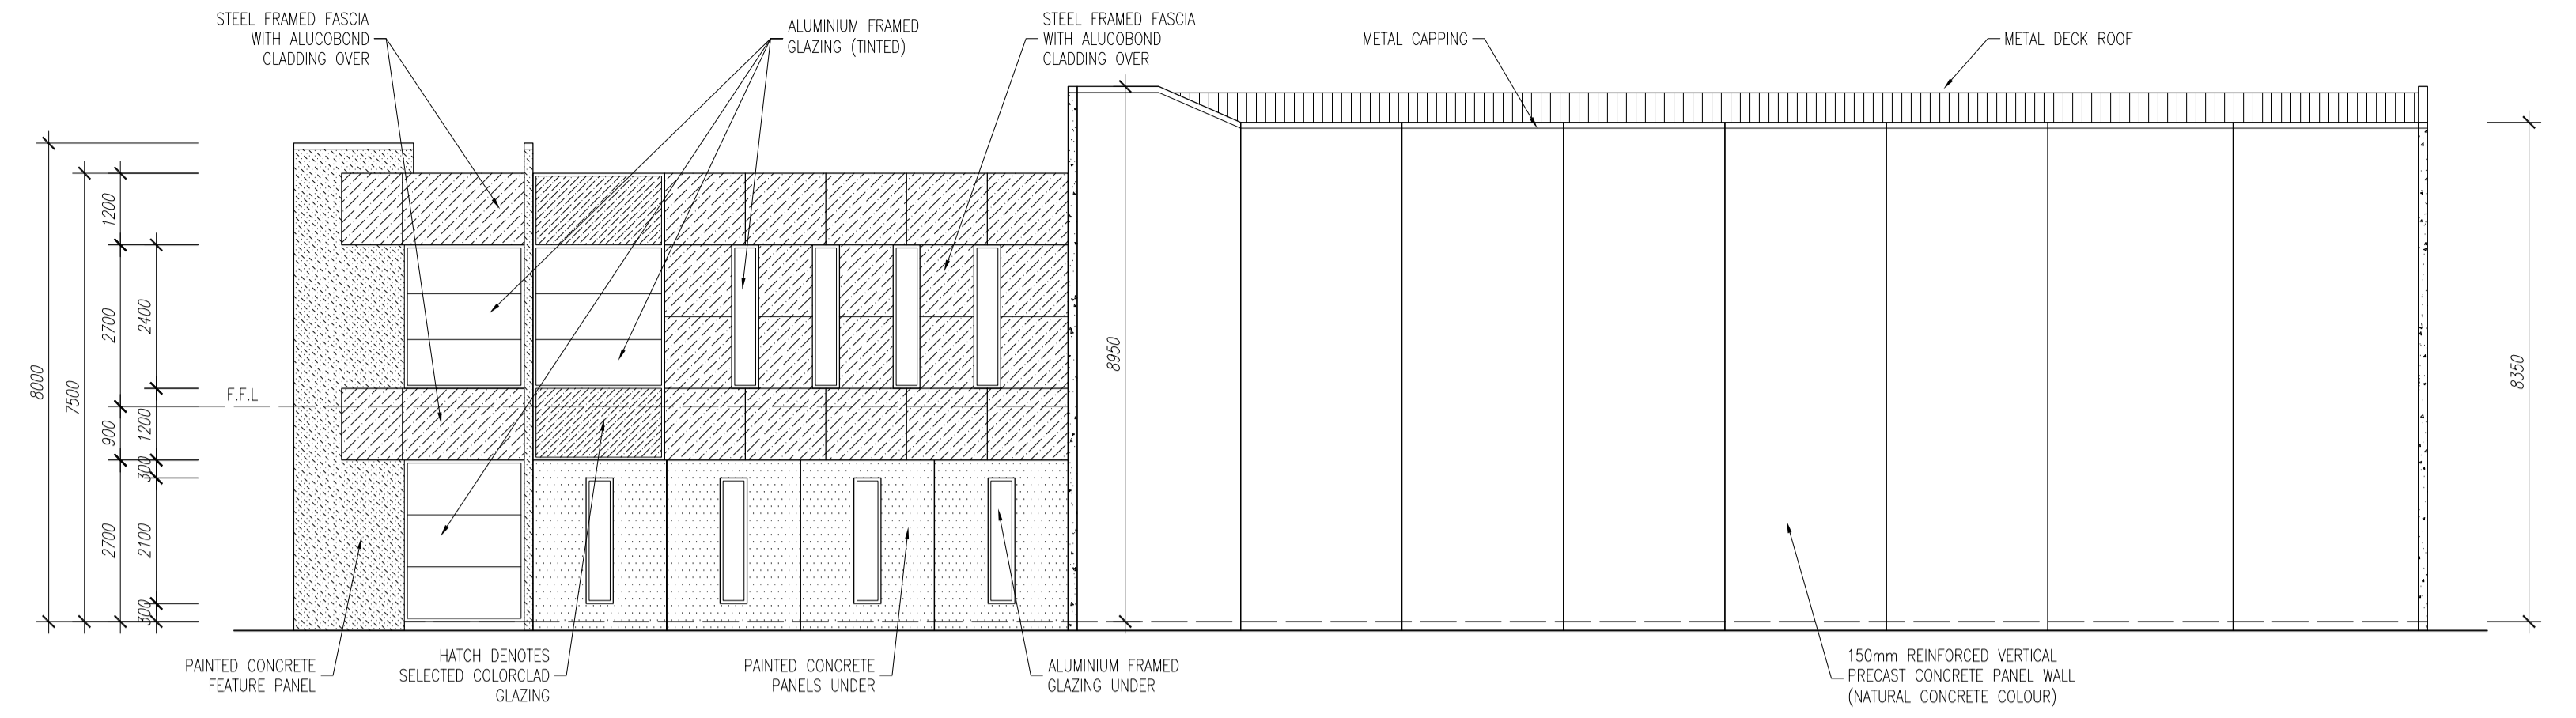 STEEL FRAMED FASCIA
WITH ALUCOBOND
CLADDING OVER
ALUMINIUM FRAMED
GLAZING (TINTED)
STEEL FRAMED FASCIA
WITH ALUCOBOND
CLADDING OVER
METAL CAPPING
METAL DECK ROOF
8000
7500
1200
2700
900
2700
2400
1200
300
2100
300
F.F.L
8950
8350
PAINTED CONCRETE
FEATURE PANEL
HATCH DENOTES
SELECTED COLORCLAD
GLAZING
PAINTED CONCRETE
PANELS UNDER
ALUMINIUM FRAMED
GLAZING UNDER
150mm REINFORCED VERTICAL
PRECAST CONCRETE PANEL WALL
(NATURAL CONCRETE COLOUR)